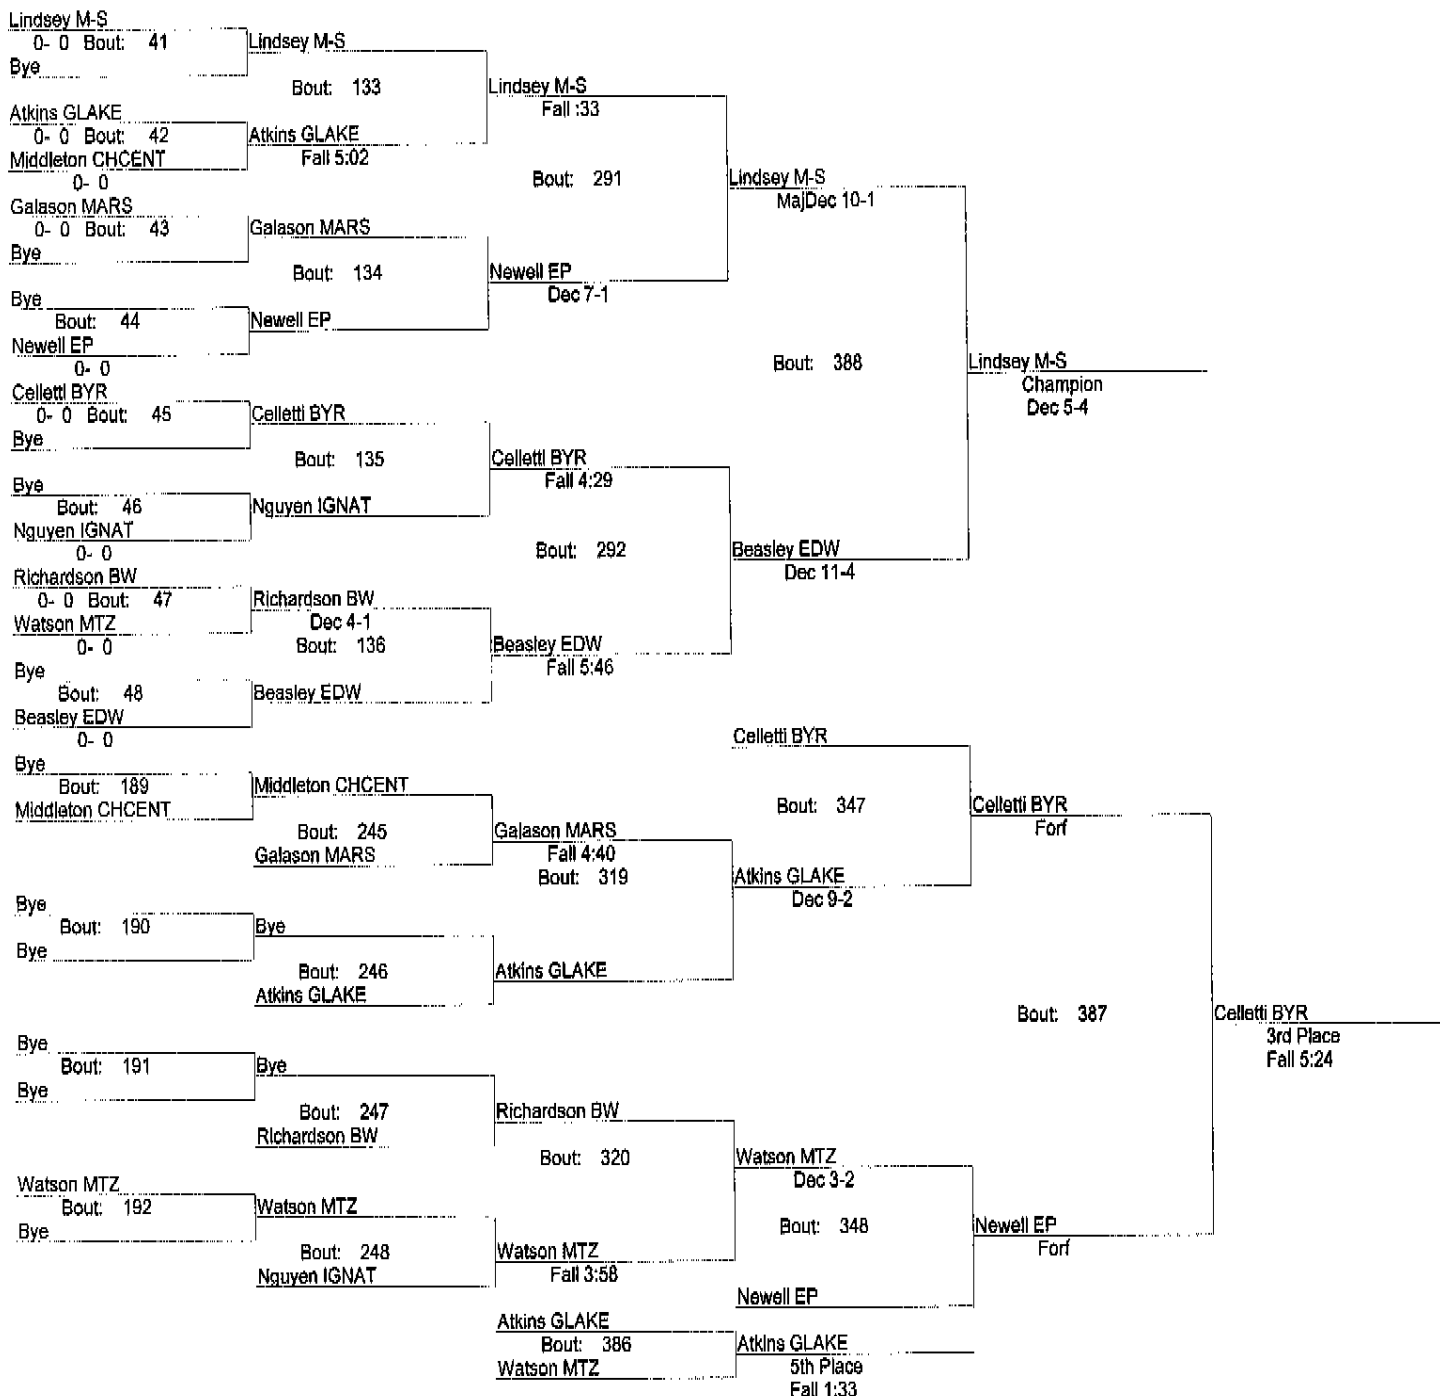 Lindsey M-S
0- 0 Bout: 41
Bye
Lindsey M-S
Bout: 133
Atkins GLAKE
0- 0 Bout: 42
Middleton CHCENT
0- 0
Atkins GLAKE
Fall 5:02
Lindsey M-S
Fall :33
Bout: 291
Galason MARS
0- 0 Bout: 43
Bye
Galason MARS
Bout: 134
Bye
Bout: 44
Newell EP
0- 0
Newell EP
Newell EP
Dec 7-1
Lindsey M-S
MajDec 10-1
Bout: 388
Lindsey M-S
Champion
Dec 5-4
Celletti BYR
0- 0 Bout: 45
Bye
Celletti BYR
Bout: 135
Bye
Bout: 46
Nguyen IGNAT
0- 0
Nguyen IGNAT
Celletti BYR
Fall 4:29
Bout: 292
Richardson BW
0- 0 Bout: 47
Watson MTZ
0- 0
Richardson BW
Dec 4-1
Bout: 136
Bye
Bout: 48
Beasley EDW
0- 0
Beasley EDW
Beasley EDW
Fall 5:46
Beasley EDW
Dec 11-4
Bye
Bout: 189
Middleton CHCENT
Middleton CHCENT
Bout: 245
Galason MARS
Galason MARS
Fall 4:40
Bout: 319
Celletti BYR
Bout: 347
Atkins GLAKE
Dec 9-2
Celletti BYR
Forf
Bye
Bout: 190
Bye
Bye
Bout: 246
Atkins GLAKE
Atkins GLAKE
Bout: 387
Celletti BYR
3rd Place
Fall 5:24
Bye
Bout: 191
Bye
Bye
Bout: 247
Richardson BW
Richardson BW
Bout: 320
Watson MTZ
Dec 3-2
Bout: 348
Newell EP
Newell EP
Forf
Watson MTZ
Bout: 192
Bye
Watson MTZ
Bout: 248
Nguyen IGNAT
Watson MTZ
Fall 3:58
Atkins GLAKE
Bout: 386
Watson MTZ
Atkins GLAKE
5th Place
Fall 1:33